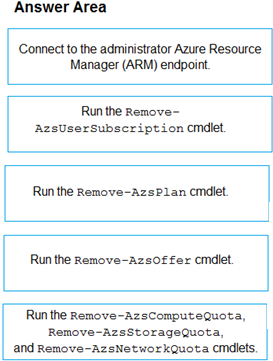 Answer Area
Connect to the administrator Azure Resource
Manager (ARM) endpoint.
Run the Remove-
AzsUserSubscription cmdlet.
Run the Remove-AzsPlan cmdlet.
Run the Remove-AzsOffer cmdlet.
Run the Remove-AzsComputeQuota,
Remove-AzsStorageQuota,
and Remove-AzsNetworkQuota cmdlets.